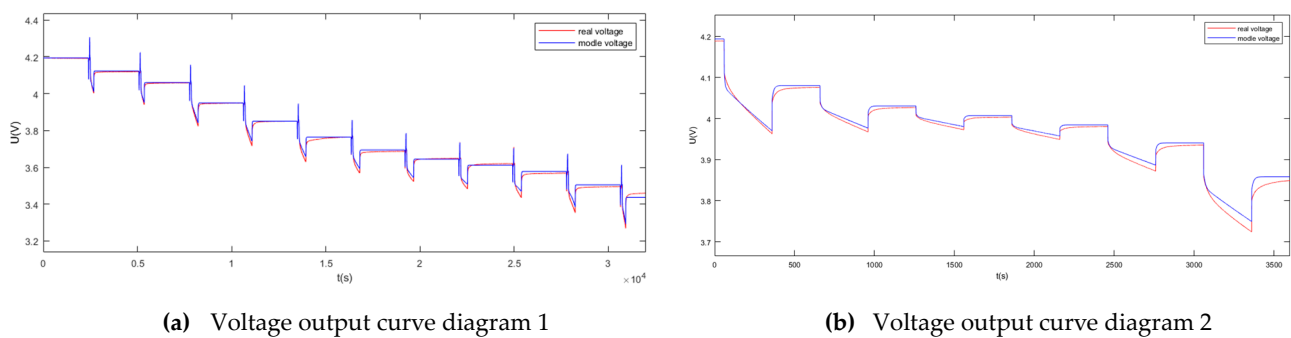 4.4
4.2
4
3.8
3.6
3.4
3.2
U(V)
0
0.5
1
1.5
2
2.5
3
t(s)
×10^4
real voltage
modle voltage
(a) Voltage output curve diagram 1
4.2
4.1
4
3.9
3.8
3.7
U(V)
0
500
1000
1500
2000
2500
3000
3500
t(s)
real voltage
modle voltage
(b) Voltage output curve diagram 2